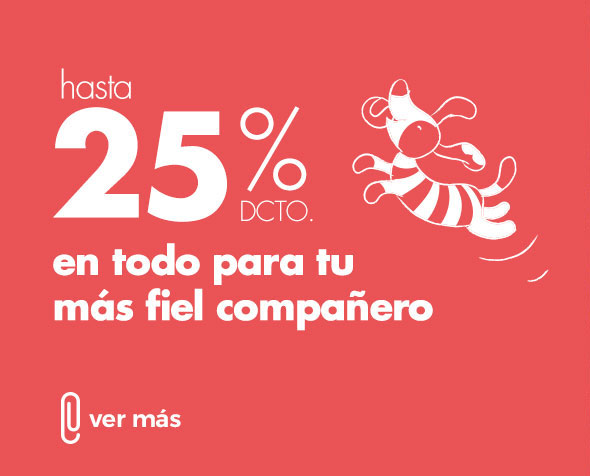 hasta
25%
DCTO.
en todo para tu
más fiel compañero
ver más